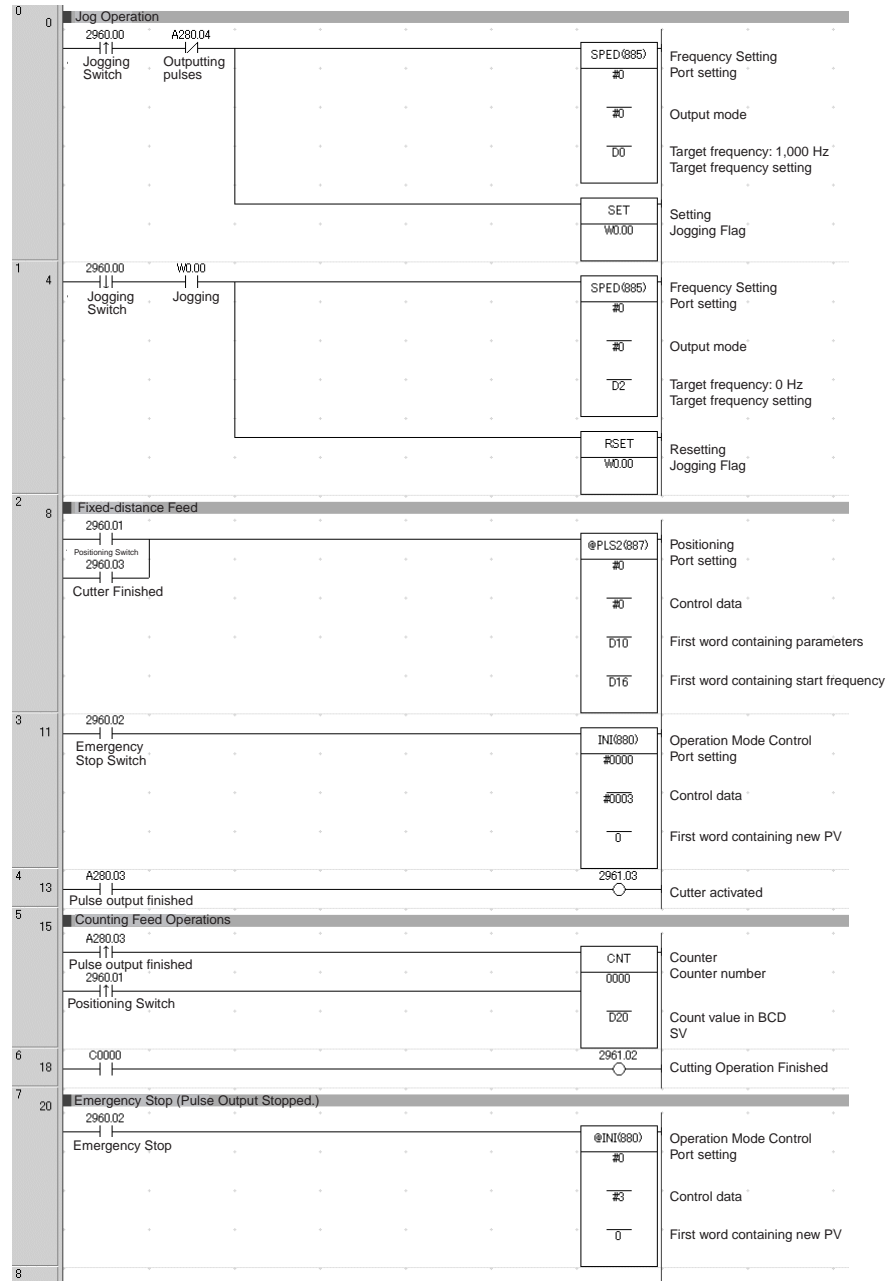 0
0
Jog Operation
2960.00 A280.04
Jogging Switch
Outputting pulses
SPED(885)
#0
#0
D0
Frequency Setting
Port setting
Output mode
Target frequency: 1,000 Hz
Target frequency setting
SET
W0.00
Setting
Jogging Flag
1
4
2960.00 W0.00
Jogging Switch
Jogging
SPED(885)
#0
#0
D2
Frequency Setting
Port setting
Output mode
Target frequency: 0 Hz
Target frequency setting
RSET
W0.00
Resetting
Jogging Flag
2
8
Fixed-distance Feed
2960.01
Positioning Switch
2960.03
Cutter Finished
@PLS2(887)
#0
#0
D10
D16
Positioning
Port setting
Control data
First word containing parameters
First word containing start frequency
3
11
2960.02
Emergency
Stop Switch
INI(880)
#0000
#0003
0
Operation Mode Control
Port setting
Control data
First word containing new PV
4
13
A280.03
Pulse output finished
2961.03
Cutter activated
5
15
Counting Feed Operations
A280.03
Pulse output finished
2960.01
Positioning Switch
CNT
0000
D20
Counter
Counter number
Count value in BCD
SV
6
18
C0000
2961.02
Cutting Operation Finished
7
20
Emergency Stop (Pulse Output Stopped.)
2960.02
Emergency Stop
@INI(880)
#0
#3
0
Operation Mode Control
Port setting
Control data
First word containing new PV
8